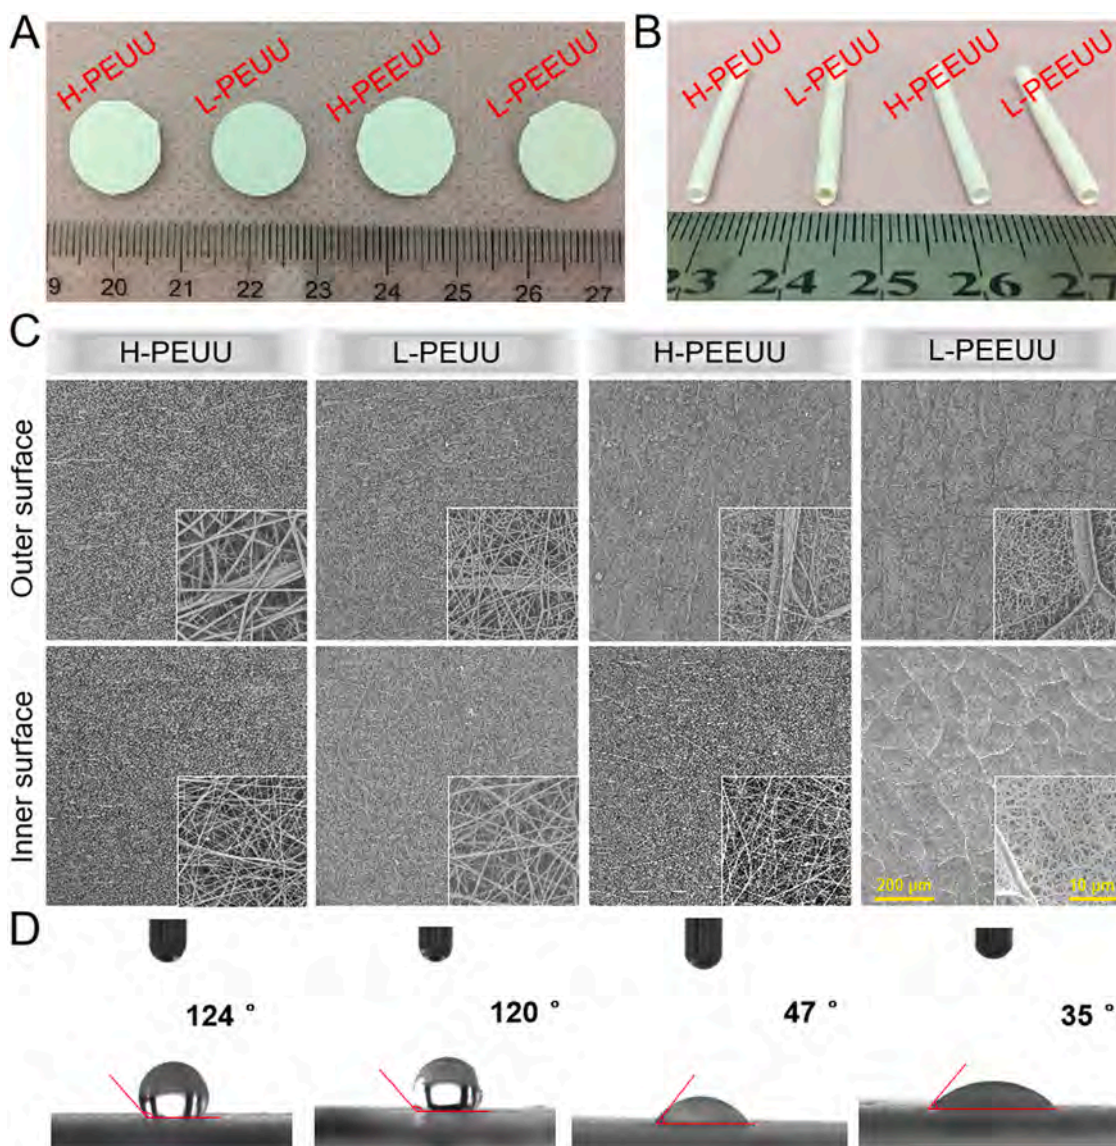 A
H-PEUU
L-PEUU
H-PEEUU
L-PEEUU
9 20 21 22 23 24 25 26 27
B
H-PEUU
L-PEUU
H-PEEUU
L-PEEUU
23 24 25 26 27
C
H-PEUU L-PEUU H-PEEUU L-PEEUU
Outer surface
Inner surface
200 μm 10 μm
D
124 ° 120 ° 47 ° 35 °